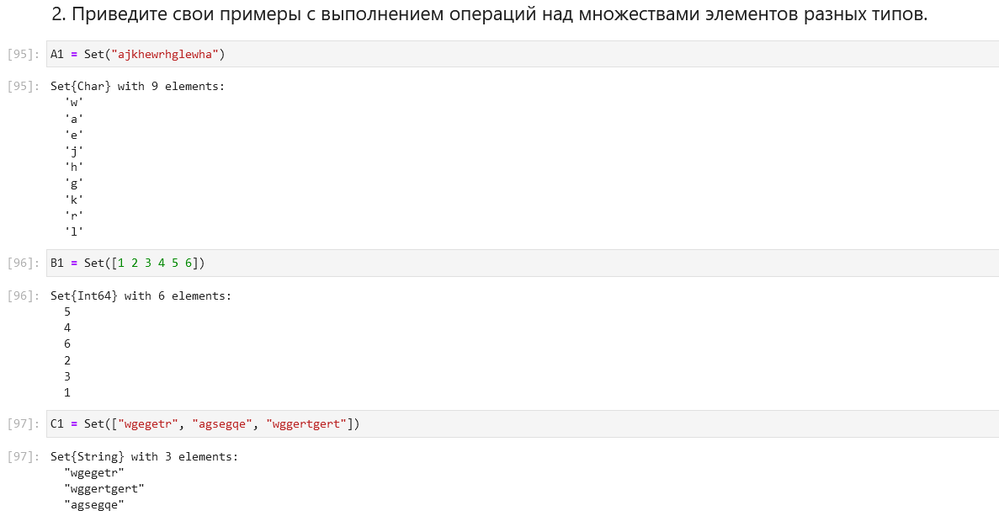 2. Приведите свои примеры с выполнением операций над множествами элементов разных типов.
[95]: A1 = Set("ajkhewrhglewha")
[95]: Set{Char} with 9 elements:
'w'
'a'
'e'
'j'
'h'
'g'
'k'
'r'
'l'
[96]: B1 = Set([1 2 3 4 5 6])
[96]: Set{Int64} with 6 elements:
5
4
6
2
3
1
[97]: C1 = Set(["wgegetr", "agsegqe", "wggertgert"])
[97]: Set{String} with 3 elements:
"wgegetr"
"wggertgert"
"agsegqe"